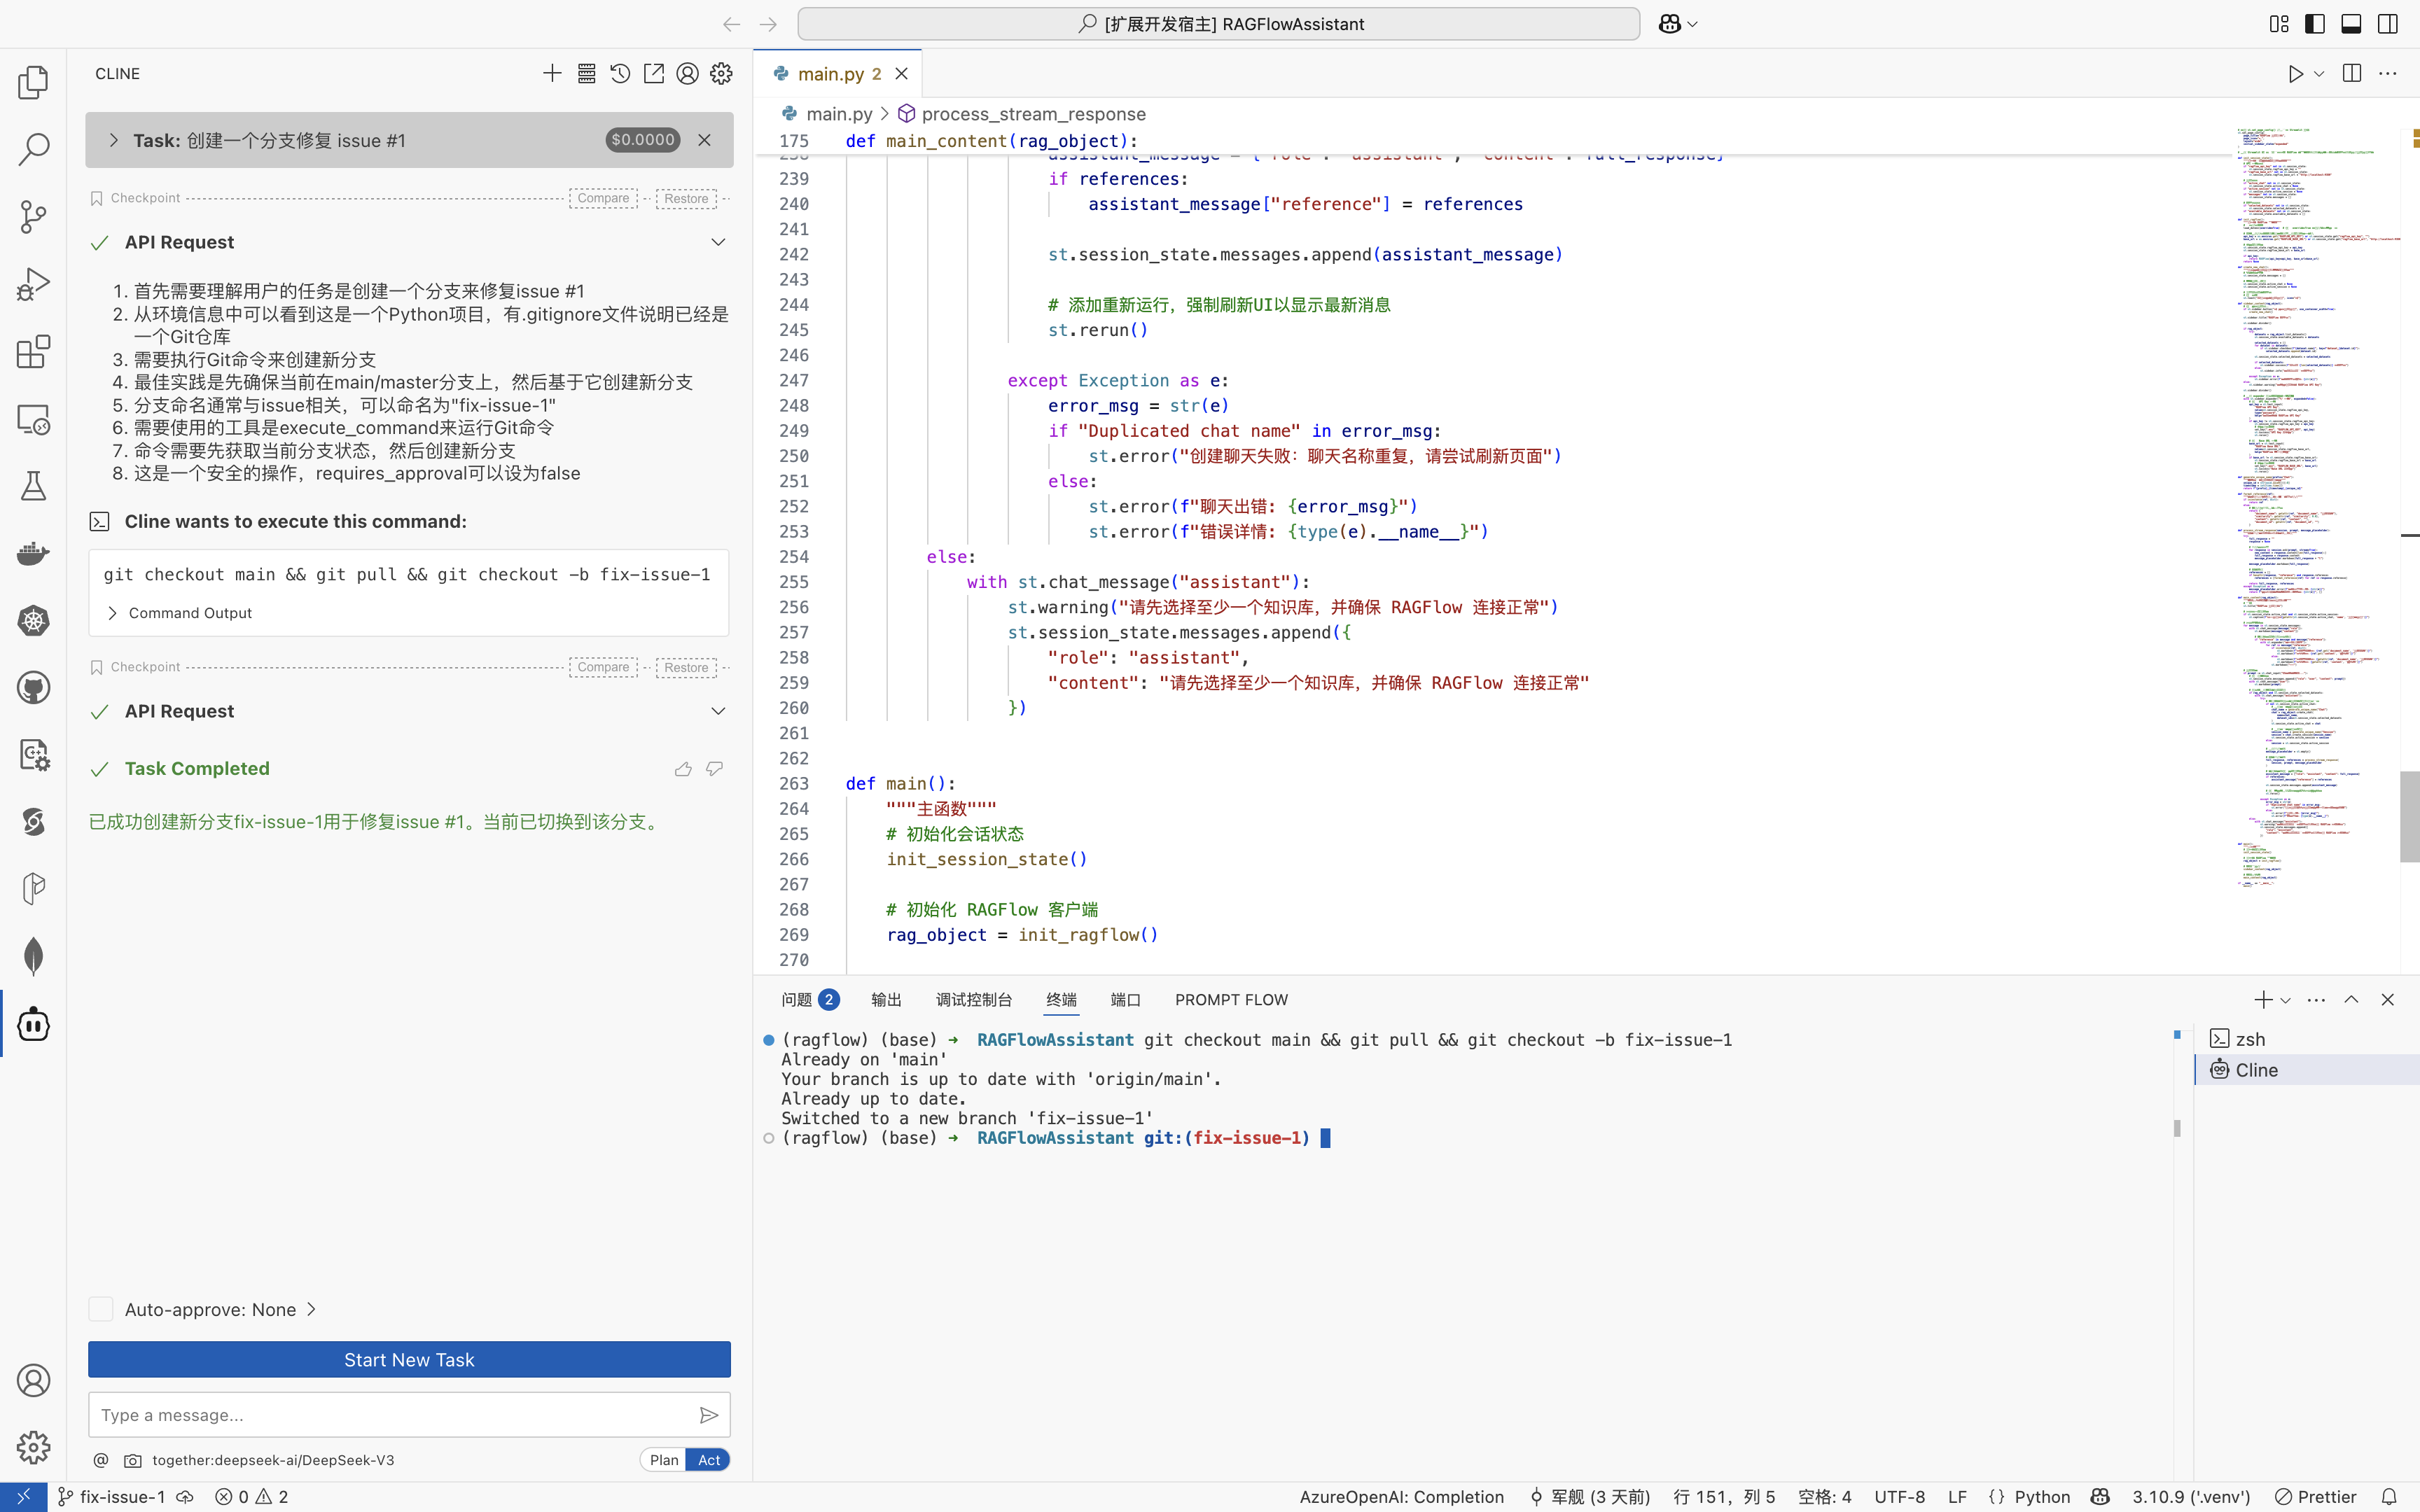 [扩展开发宿主] RAGFlowAssistant
CLINE
Task: 创建一个分支修复 issue #1
$0.0000
Checkpoint
Compare
Restore
API Request
1. 首先需要理解用户的任务是创建一个分支来修复issue #1
2. 从环境信息中可以看到这是一个Python项目，有.gitignore文件说明已经是
一个Git仓库
3. 需要执行Git命令来创建新分支
4. 最佳实践是先确保当前在main/master分支上，然后基于它创建新分支
5. 分支命名通常与issue相关，可以命名为"fix-issue-1"
6. 需要使用的工具是execute_command来运行Git命令
7. 命令需要先获取当前分支状态，然后创建新分支
8. 这是一个安全的操作，requires_approval可以设为false
Cline wants to execute this command:
git checkout main && git pull && git checkout -b fix-issue-1
Command Output
Checkpoint
Compare
Restore
API Request
Task Completed
已成功创建新分支fix-issue-1用于修复issue #1。当前已切换到该分支。
Auto-approve: None
Start New Task
Type a message...
@ together:deepseek-ai/DeepSeek-V3
Plan
Act
main.py 2
main.py > process_stream_response
175 def main_content(rag_object):
239 if references:
240 assistant_message["reference"] = references
241
242 st.session_state.messages.append(assistant_message)
243
244 # 添加重新运行，强制刷新UI以显示最新消息
245 st.rerun()
246
247 except Exception as e:
248 error_msg = str(e)
249 if "Duplicated chat name" in error_msg:
250 st.error("创建聊天失败：聊天名称重复，请尝试刷新页面")
251 else:
252 st.error(f"聊天出错: {error_msg}")
253 st.error(f"错误详情: {type(e).__name__}")
254 else:
255 with st.chat_message("assistant"):
256 st.warning("请先选择至少一个知识库，并确保 RAGFlow 连接正常")
257 st.session_state.messages.append({
258 "role": "assistant",
259 "content": "请先选择至少一个知识库，并确保 RAGFlow 连接正常"
260 })
261
262
263 def main():
264 """主函数"""
265 # 初始化会话状态
266 init_session_state()
267
268 # 初始化 RAGFlow 客户端
269 rag_object = init_ragflow()
270
问题 2
输出
调试控制台
终端
端口
PROMPT FLOW
(ragflow) (base) ➜ RAGFlowAssistant git checkout main && git pull && git checkout -b fix-issue-1
Already on 'main'
Your branch is up to date with 'origin/main'.
Already up to date.
Switched to a new branch 'fix-issue-1'
(ragflow) (base) ➜ RAGFlowAssistant git:(fix-issue-1)
zsh
Cline
fix-issue-1
0
2
AzureOpenAI: Completion
军舰 (3 天前)
行 151，列 5
空格: 4
UTF-8
LF
{} Python
3.10.9 ('.venv')
Prettier